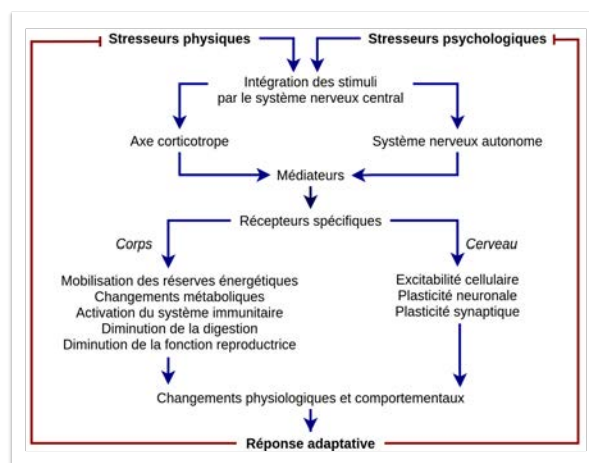 Stresseurs physiques
Stresseurs psychologiques
Intégration des stimuli
par le système nerveux central
Axe corticotrope
Système nerveux autonome
Médiateurs
Récepteurs spécifiques
Corps
Cerveau
Mobilisation des réserves énergétiques
Changements métaboliques
Activation du système immunitaire
Diminution de la digestion
Diminution de la fonction reproductrice
Excitabilité cellulaire
Plasticité neuronale
Plasticité synaptique
Changements physiologiques et comportementaux
Réponse adaptative